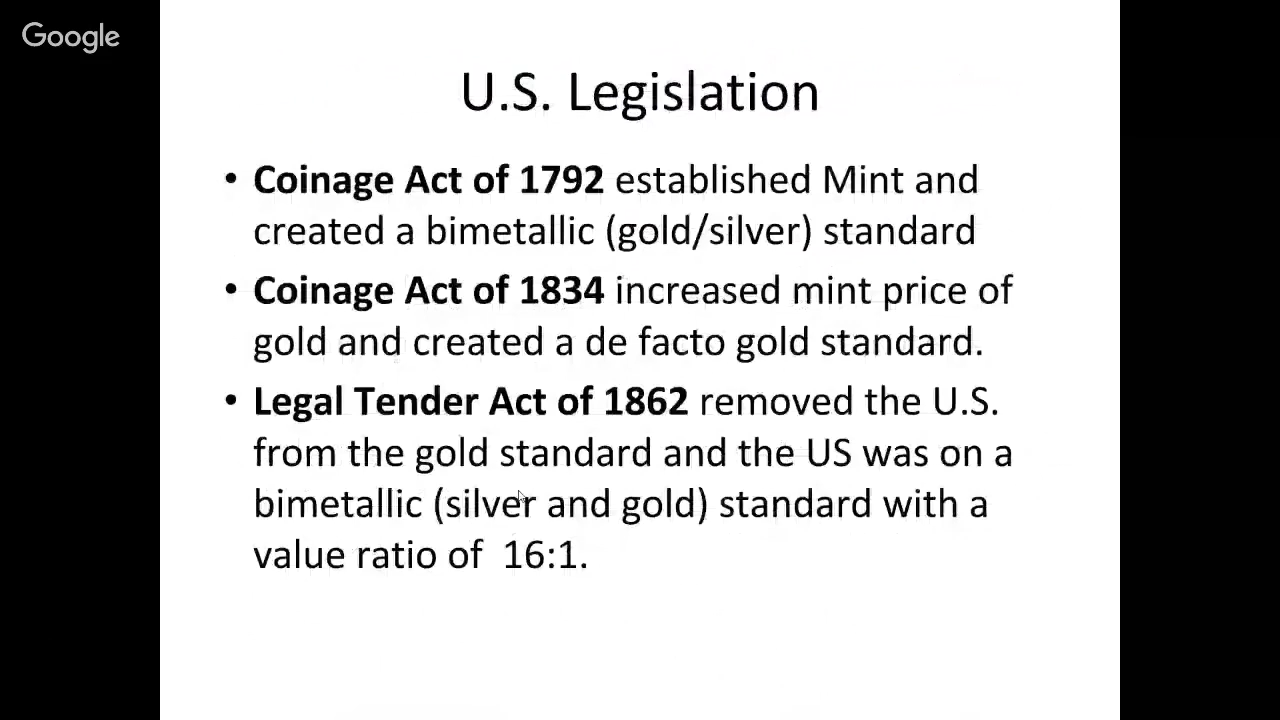 Google
U.S. Legislation
• Coinage Act of 1792 established Mint and
created a bimetallic (gold/silver) standard
• Coinage Act of 1834 increased mint price of
gold and created a de facto gold standard.
• Legal Tender Act of 1862 removed the U.S.
from the gold standard and the US was on a
bimetallic (silver and gold) standard with a
value ratio of  16:1.